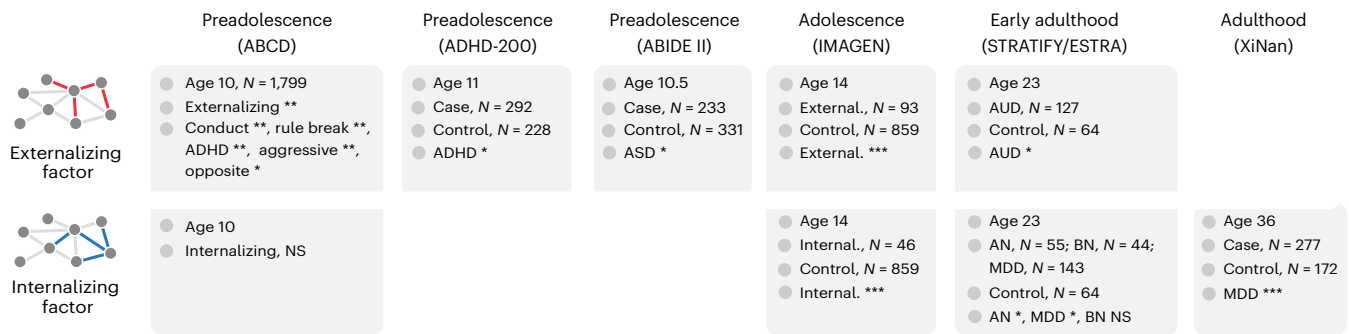 Preadolescence
(ABCD)
Preadolescence
(ADHD-200)
Preadolescence
(ABIDE II)
Adolescence
(IMAGEN)
Early adulthood
(STRATIFY/ESTRA)
Adulthood
(XiNan)
Externalizing
factor
Age 10, N = 1,799
Externalizing **
Conduct **, rule break **,
ADHD **, aggressive **,
opposite *
Age 11
Case, N = 292
Control, N = 228
ADHD *
Age 10.5
Case, N = 233
Control, N = 331
ASD *
Age 14
External., N = 93
Control, N = 859
External. ***
Age 23
AUD, N = 127
Control, N = 64
AUD *
Internalizing
factor
Age 10
Internalizing, NS
Age 14
Internal., N = 46
Control, N = 859
Internal. ***
Age 23
AN, N = 55; BN, N = 44;
MDD, N = 143
Control, N = 64
AN *, MDD *, BN NS
Age 36
Case, N = 277
Control, N = 172
MDD ***